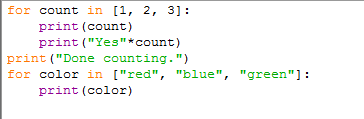 for count in [1, 2, 3]:
    print(count)
    print("Yes"*count)
print("Done counting.")
for color in ["red", "blue", "green"]:
    print(color)